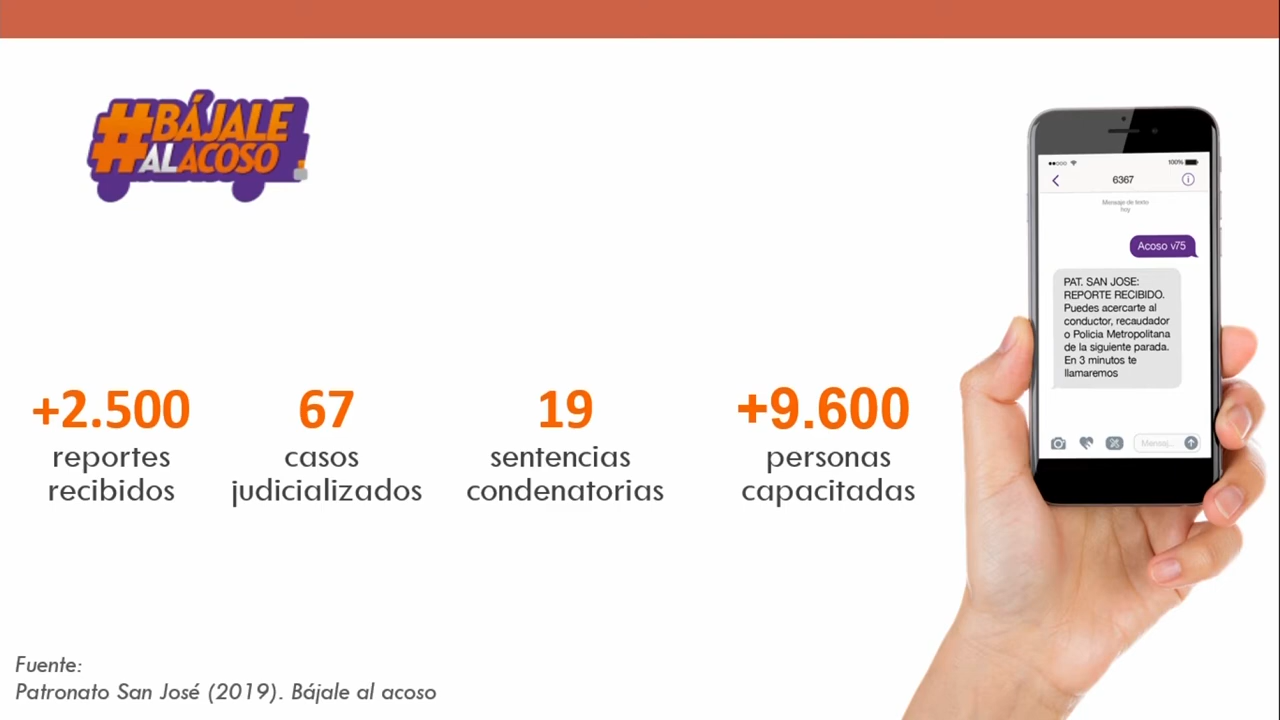 #BÁJALE
AL ACOSO
+2.500
reportes
recibidos
67
casos
judicializados
19
sentencias
condenatorias
+9.600
personas
capacitadas
100%
6367
Mensaje de texto
hoy
Acoso v75
PAT. SAN JOSE:
REPORTE RECIBIDO.
Puedes acercarte al
conductor, recaudador
o Policia Metropolitana
de la siguiente parada.
En 3 minutos te
llamaremos
Mensaj...
Fuente:
Patronato San José (2019). Bájale al acoso